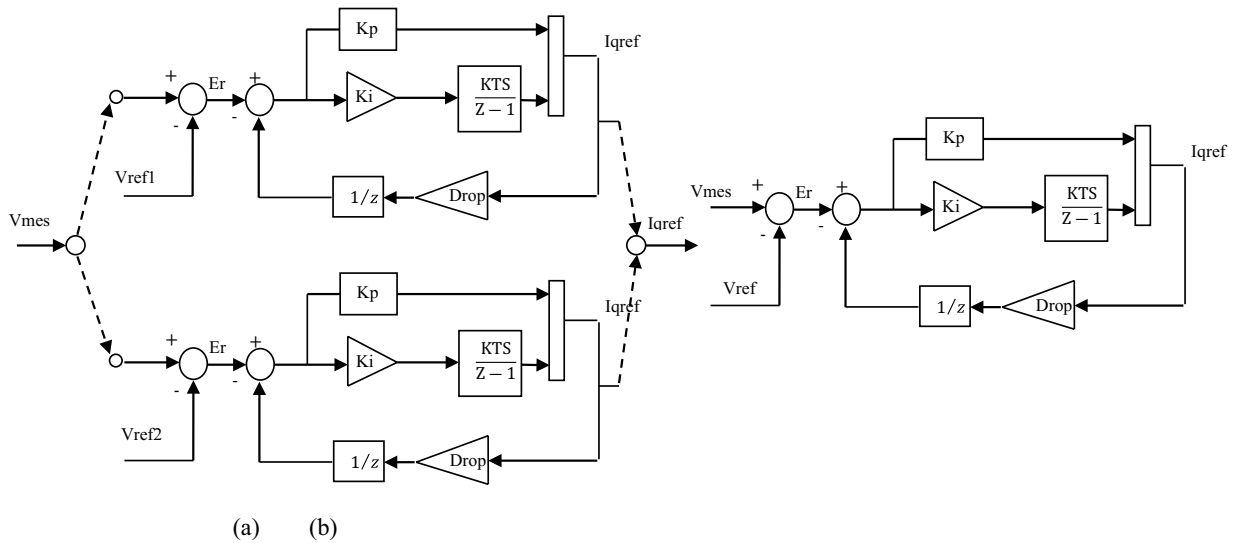 Kp
Iqref
+
Er
+
Ki
KTS
Z − 1
-
-
Vref1
1/z
Drop
Vmes
Iqref
Kp
Iqref
+
Er
+
Ki
KTS
Z − 1
-
-
Vref2
1/z
Drop
Kp
Iqref
Vmes
+
Er
+
Ki
KTS
Z − 1
-
-
Vref
1/z
Drop
(a) (b)